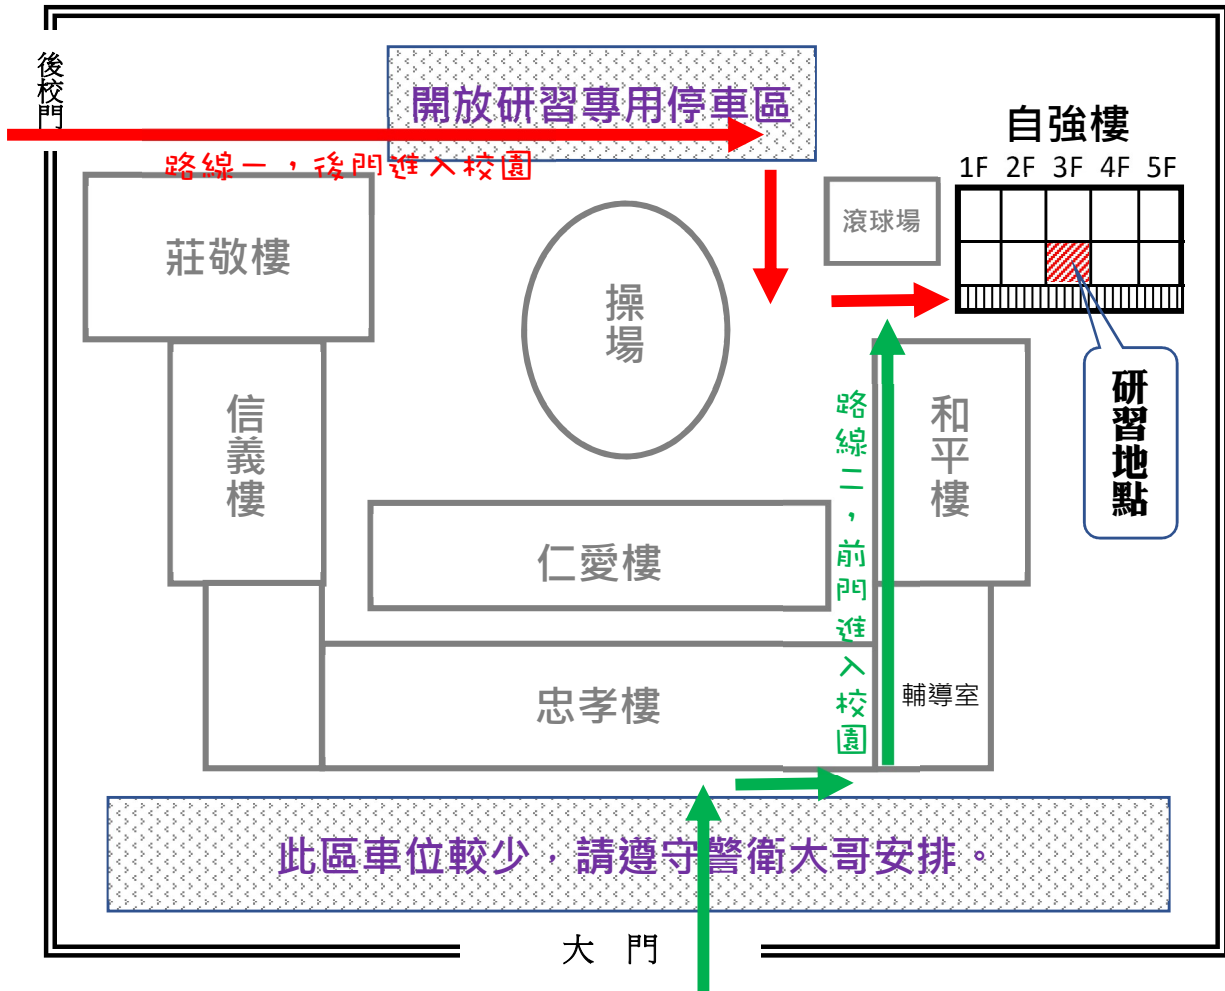 後校門
開放研習專用停車區
路線一，後門進入校園
自強樓
1F 2F 3F 4F 5F
滾球場
莊敬樓
操場
研習地點
信義樓
路線二，前門進入校園
和平樓
仁愛樓
忠孝樓
輔導室
此區車位較少，請遵守警衛大哥安排。
大 門